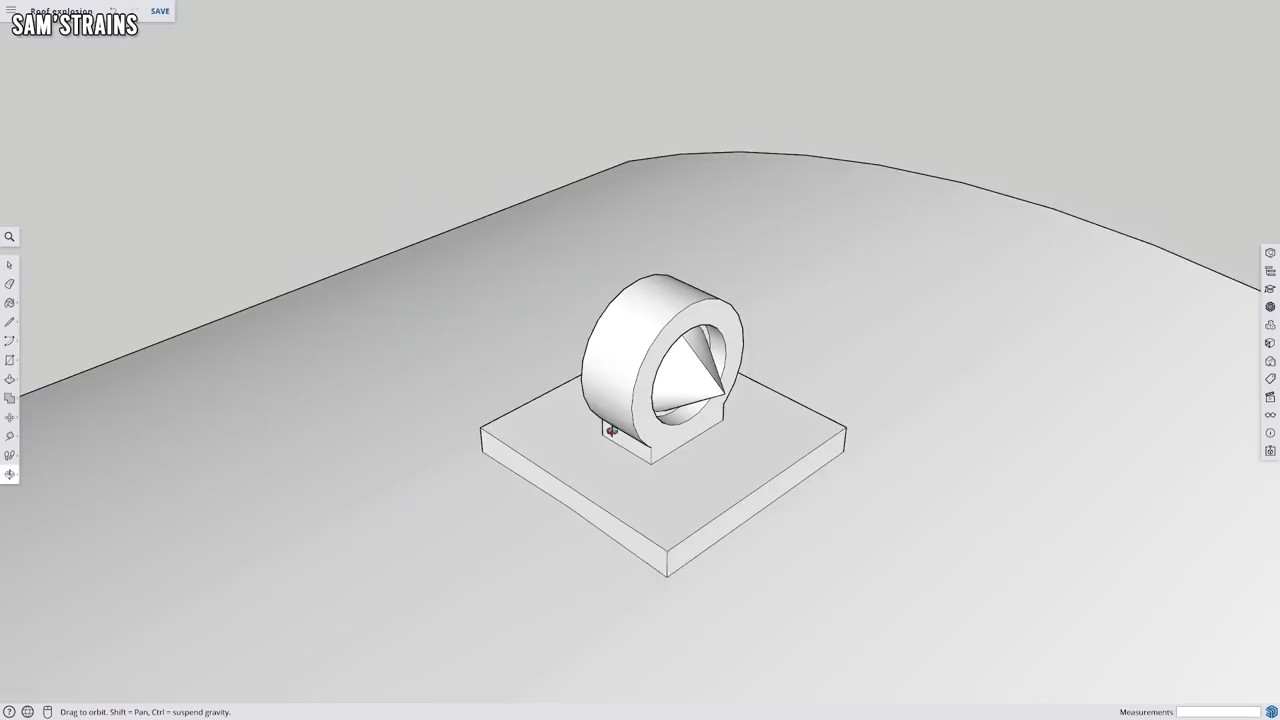 Roof explosion
SAVE
SAM'STRAINS
Drag to orbit. Shift = Pan, Ctrl = suspend gravity.
Measurements